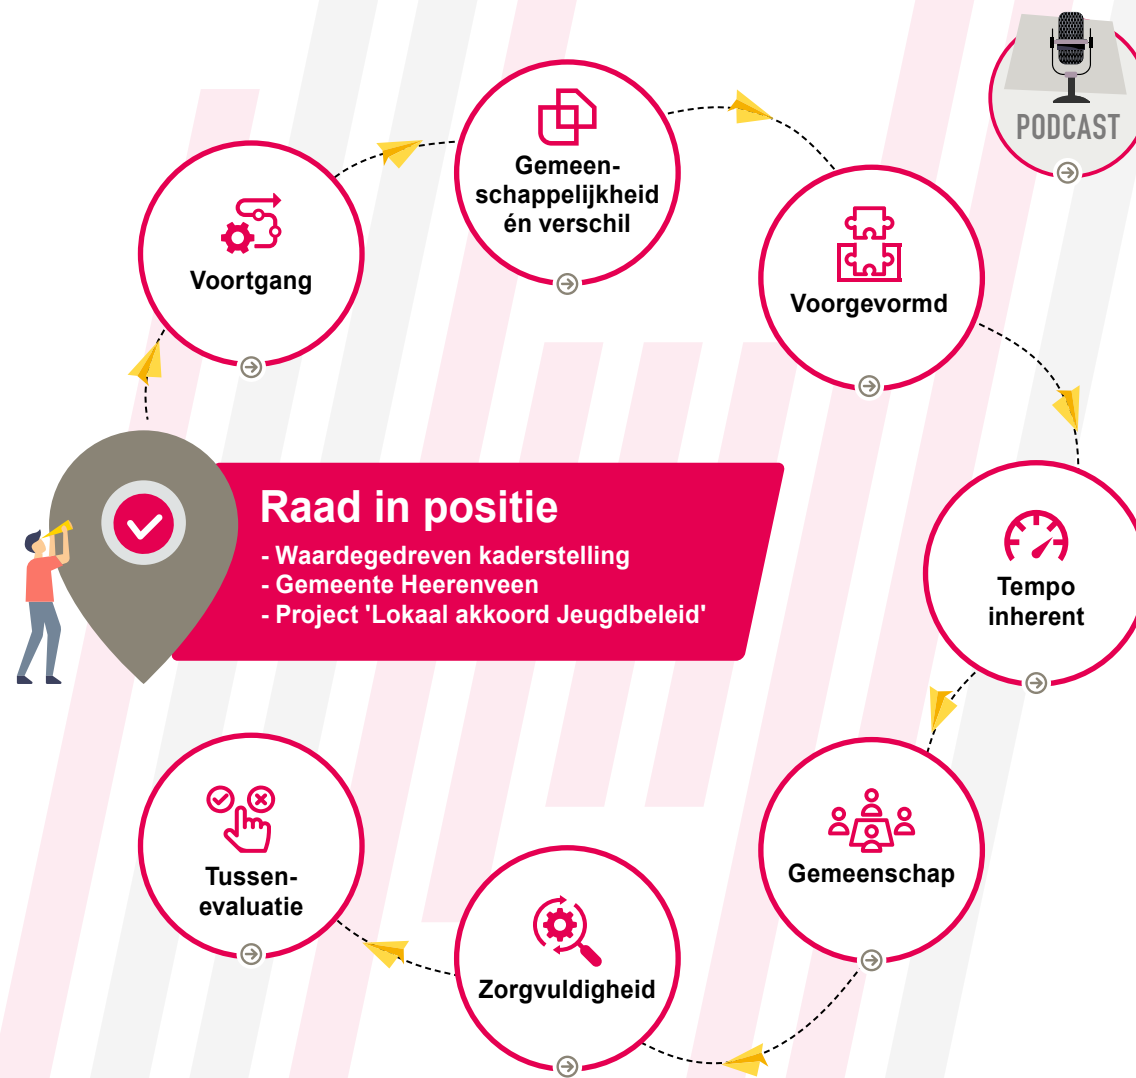 PODCAST
Gemeen-
schappelijkheid
én verschil
Voortgang
Voorgevormd
Raad in positie
- Waardegedreven kaderstelling
- Gemeente Heerenveen
- Project 'Lokaal akkoord Jeugdbeleid'
Tempo
inherent
Gemeenschap
Zorgvuldigheid
Tussen-
evaluatie